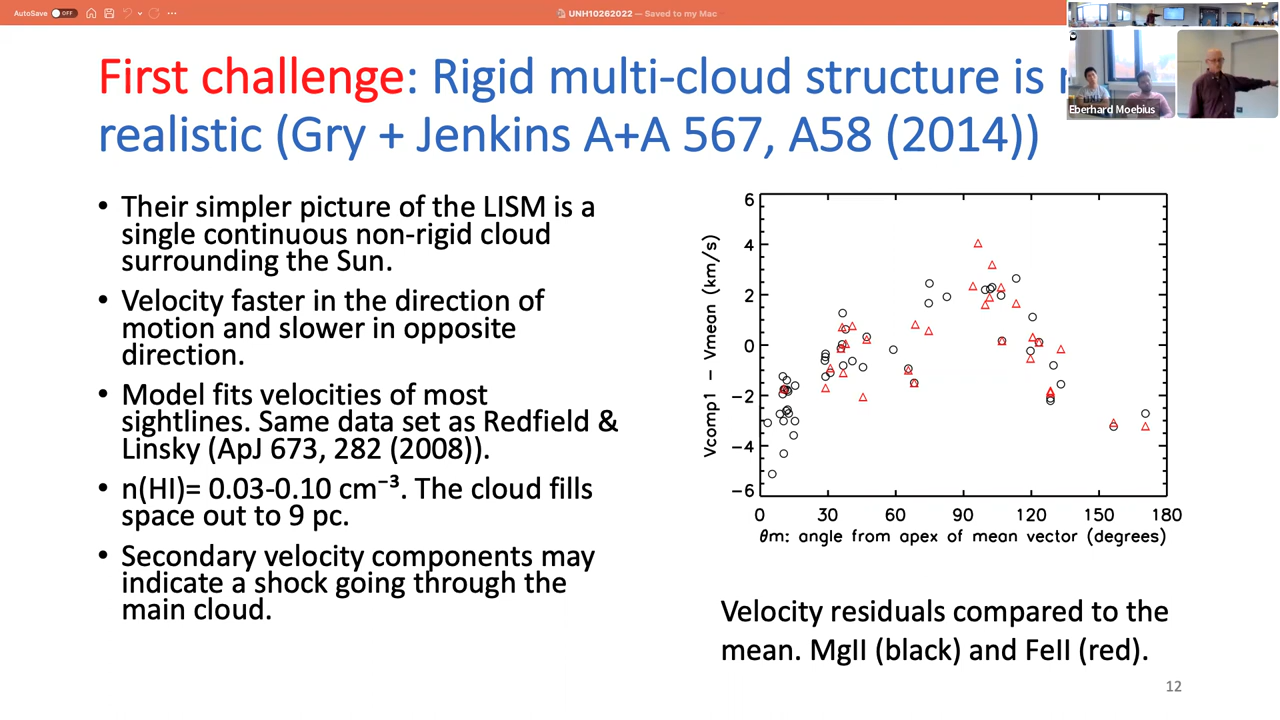 AutoSave OFF
UNH10262022 — Saved to my Mac
First challenge: Rigid multi-cloud structure is
realistic (Gry + Jenkins A+A 567, A58 (2014))
Eberhard Moebius
• Their simpler picture of the LISM is a
single continuous non-rigid cloud
surrounding the Sun.
• Velocity faster in the direction of
motion and slower in opposite
direction.
• Model fits velocities of most
sightlines. Same data set as Redfield &
Linsky (ApJ 673, 282 (2008)).
• n(HI)= 0.03-0.10 cm⁻³. The cloud fills
space out to 9 pc.
• Secondary velocity components may
indicate a shock going through the
main cloud.
Vcomp1 − Vmean (km/s)
6
4
2
0
−2
−4
−6
0 30 60 90 120 150 180
θm: angle from apex of mean vector (degrees)
Velocity residuals compared to the
mean. MgII (black) and FeII (red).
12